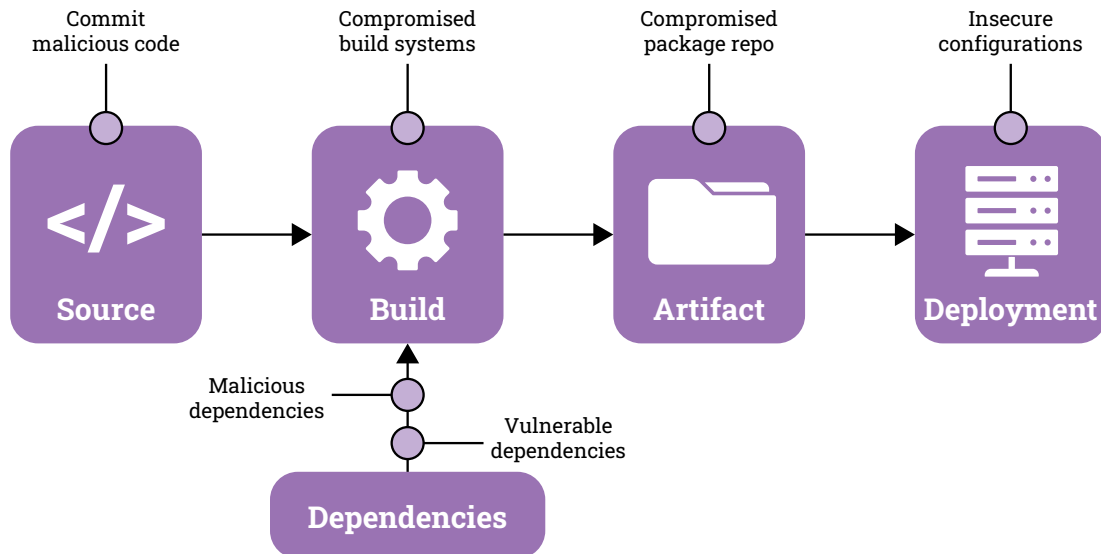 Commit
malicious code
Compromised
build systems
Compromised
package repo
Insecure
configurations
</>
Source
Build
Artifact
Deployment
Malicious
dependencies
Vulnerable
dependencies
Dependencies